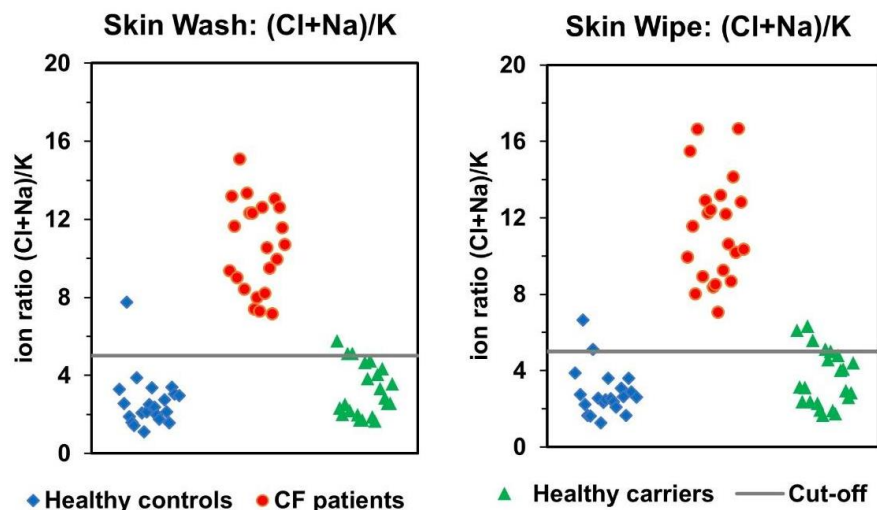 Skin Wash: (Cl+Na)/K
ion ratio (Cl+Na)/K
20
16
12
8
4
0
Healthy controls
CF patients
Skin Wipe: (Cl+Na)/K
ion ratio (Cl+Na)/K
20
16
12
8
4
0
Healthy carriers
Cut-off